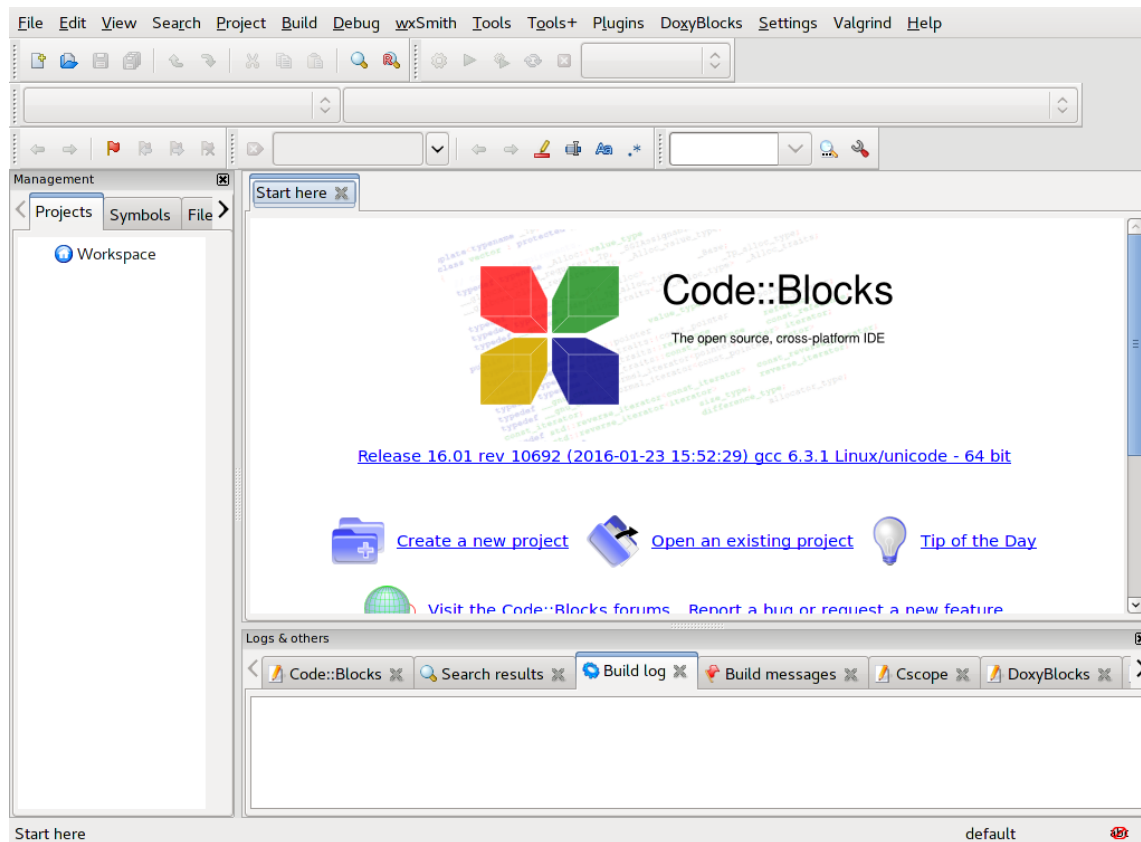 File Edit View Search Project Build Debug wxSmith Tools Tools+ Plugins DoxyBlocks Settings Valgrind Help
Management
Projects Symbols File
Workspace
Start here
Code::Blocks
The open source, cross-platform IDE
Release 16.01 rev 10692 (2016-01-23 15:52:29) gcc 6.3.1 Linux/unicode - 64 bit
Create a new project Open an existing project Tip of the Day
Visit the Code::Blocks forums Report a bug or request a new feature
Logs & others
Code::Blocks Search results Build log Build messages Cscope DoxyBlocks
Start here default